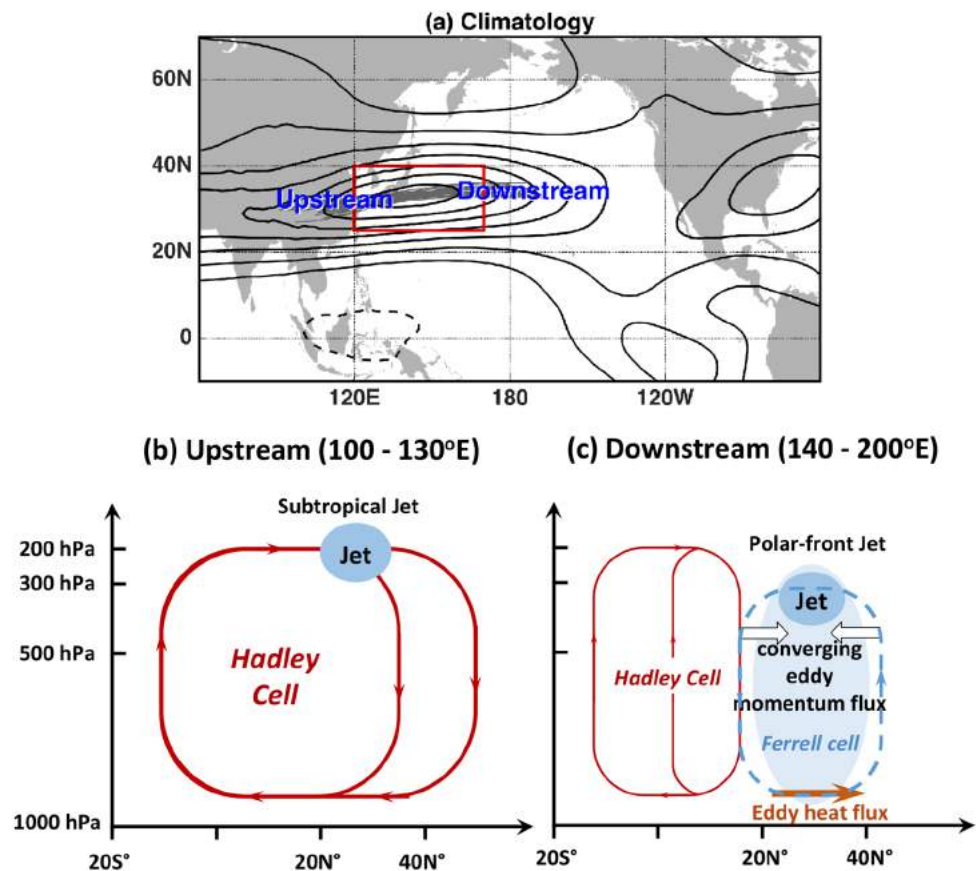 (a) Climatology
60N
40N
Upstream
Downstream
20N
0
120E
180
120W
(b) Upstream (100 - 130°E)
(c) Downstream (140 - 200°E)
Subtropical Jet
200 hPa
Jet
300 hPa
500 hPa
Hadley
Cell
1000 hPa
20S°
20N°
40N°
Polar-front Jet
Jet
converging
eddy
momentum flux
Hadley Cell
Ferrell cell
Eddy heat flux
20S°
20N°
40N°